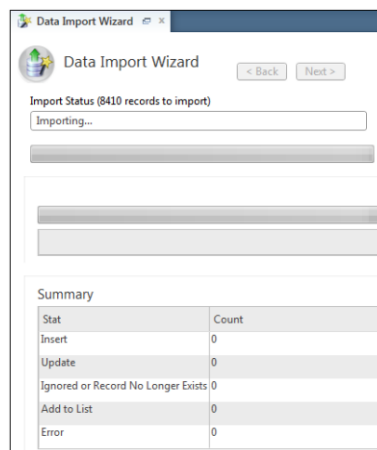 Data Import Wizard
Data Import Wizard
< Back Next >
Import Status (8410 records to import)
Importing...
Summary
Stat Count
Insert 0
Update 0
Ignored or Record No Longer Exists 0
Add to List 0
Error 0